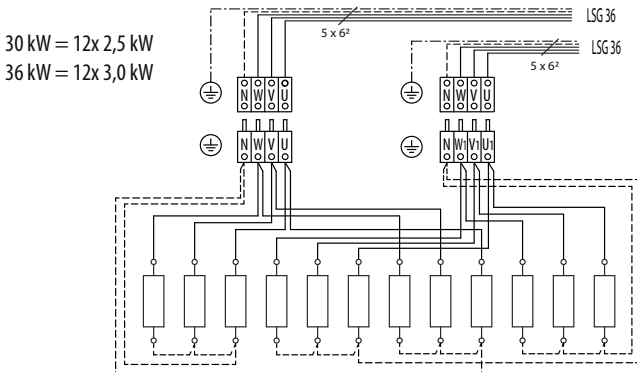 LSG 36
5 x 6²
30 kW = 12x 2,5 kW
36 kW = 12x 3,0 kW
LSG 36
5 x 6²
N W V U
N W V U
N W V U
N W1 V1 U1